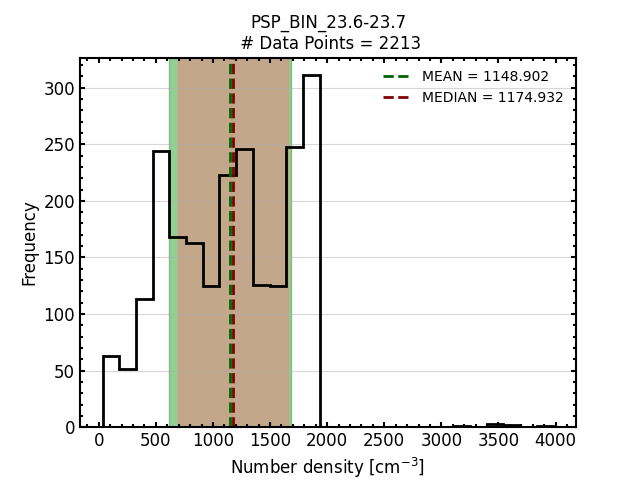 PSP_BIN_23.6-23.7
# Data Points = 2213
MEAN = 1148.902
MEDIAN = 1174.932
Frequency
300
250
200
150
100
50
0
0 500 1000 1500 2000 2500 3000 3500 4000
Number density [cm⁻³]